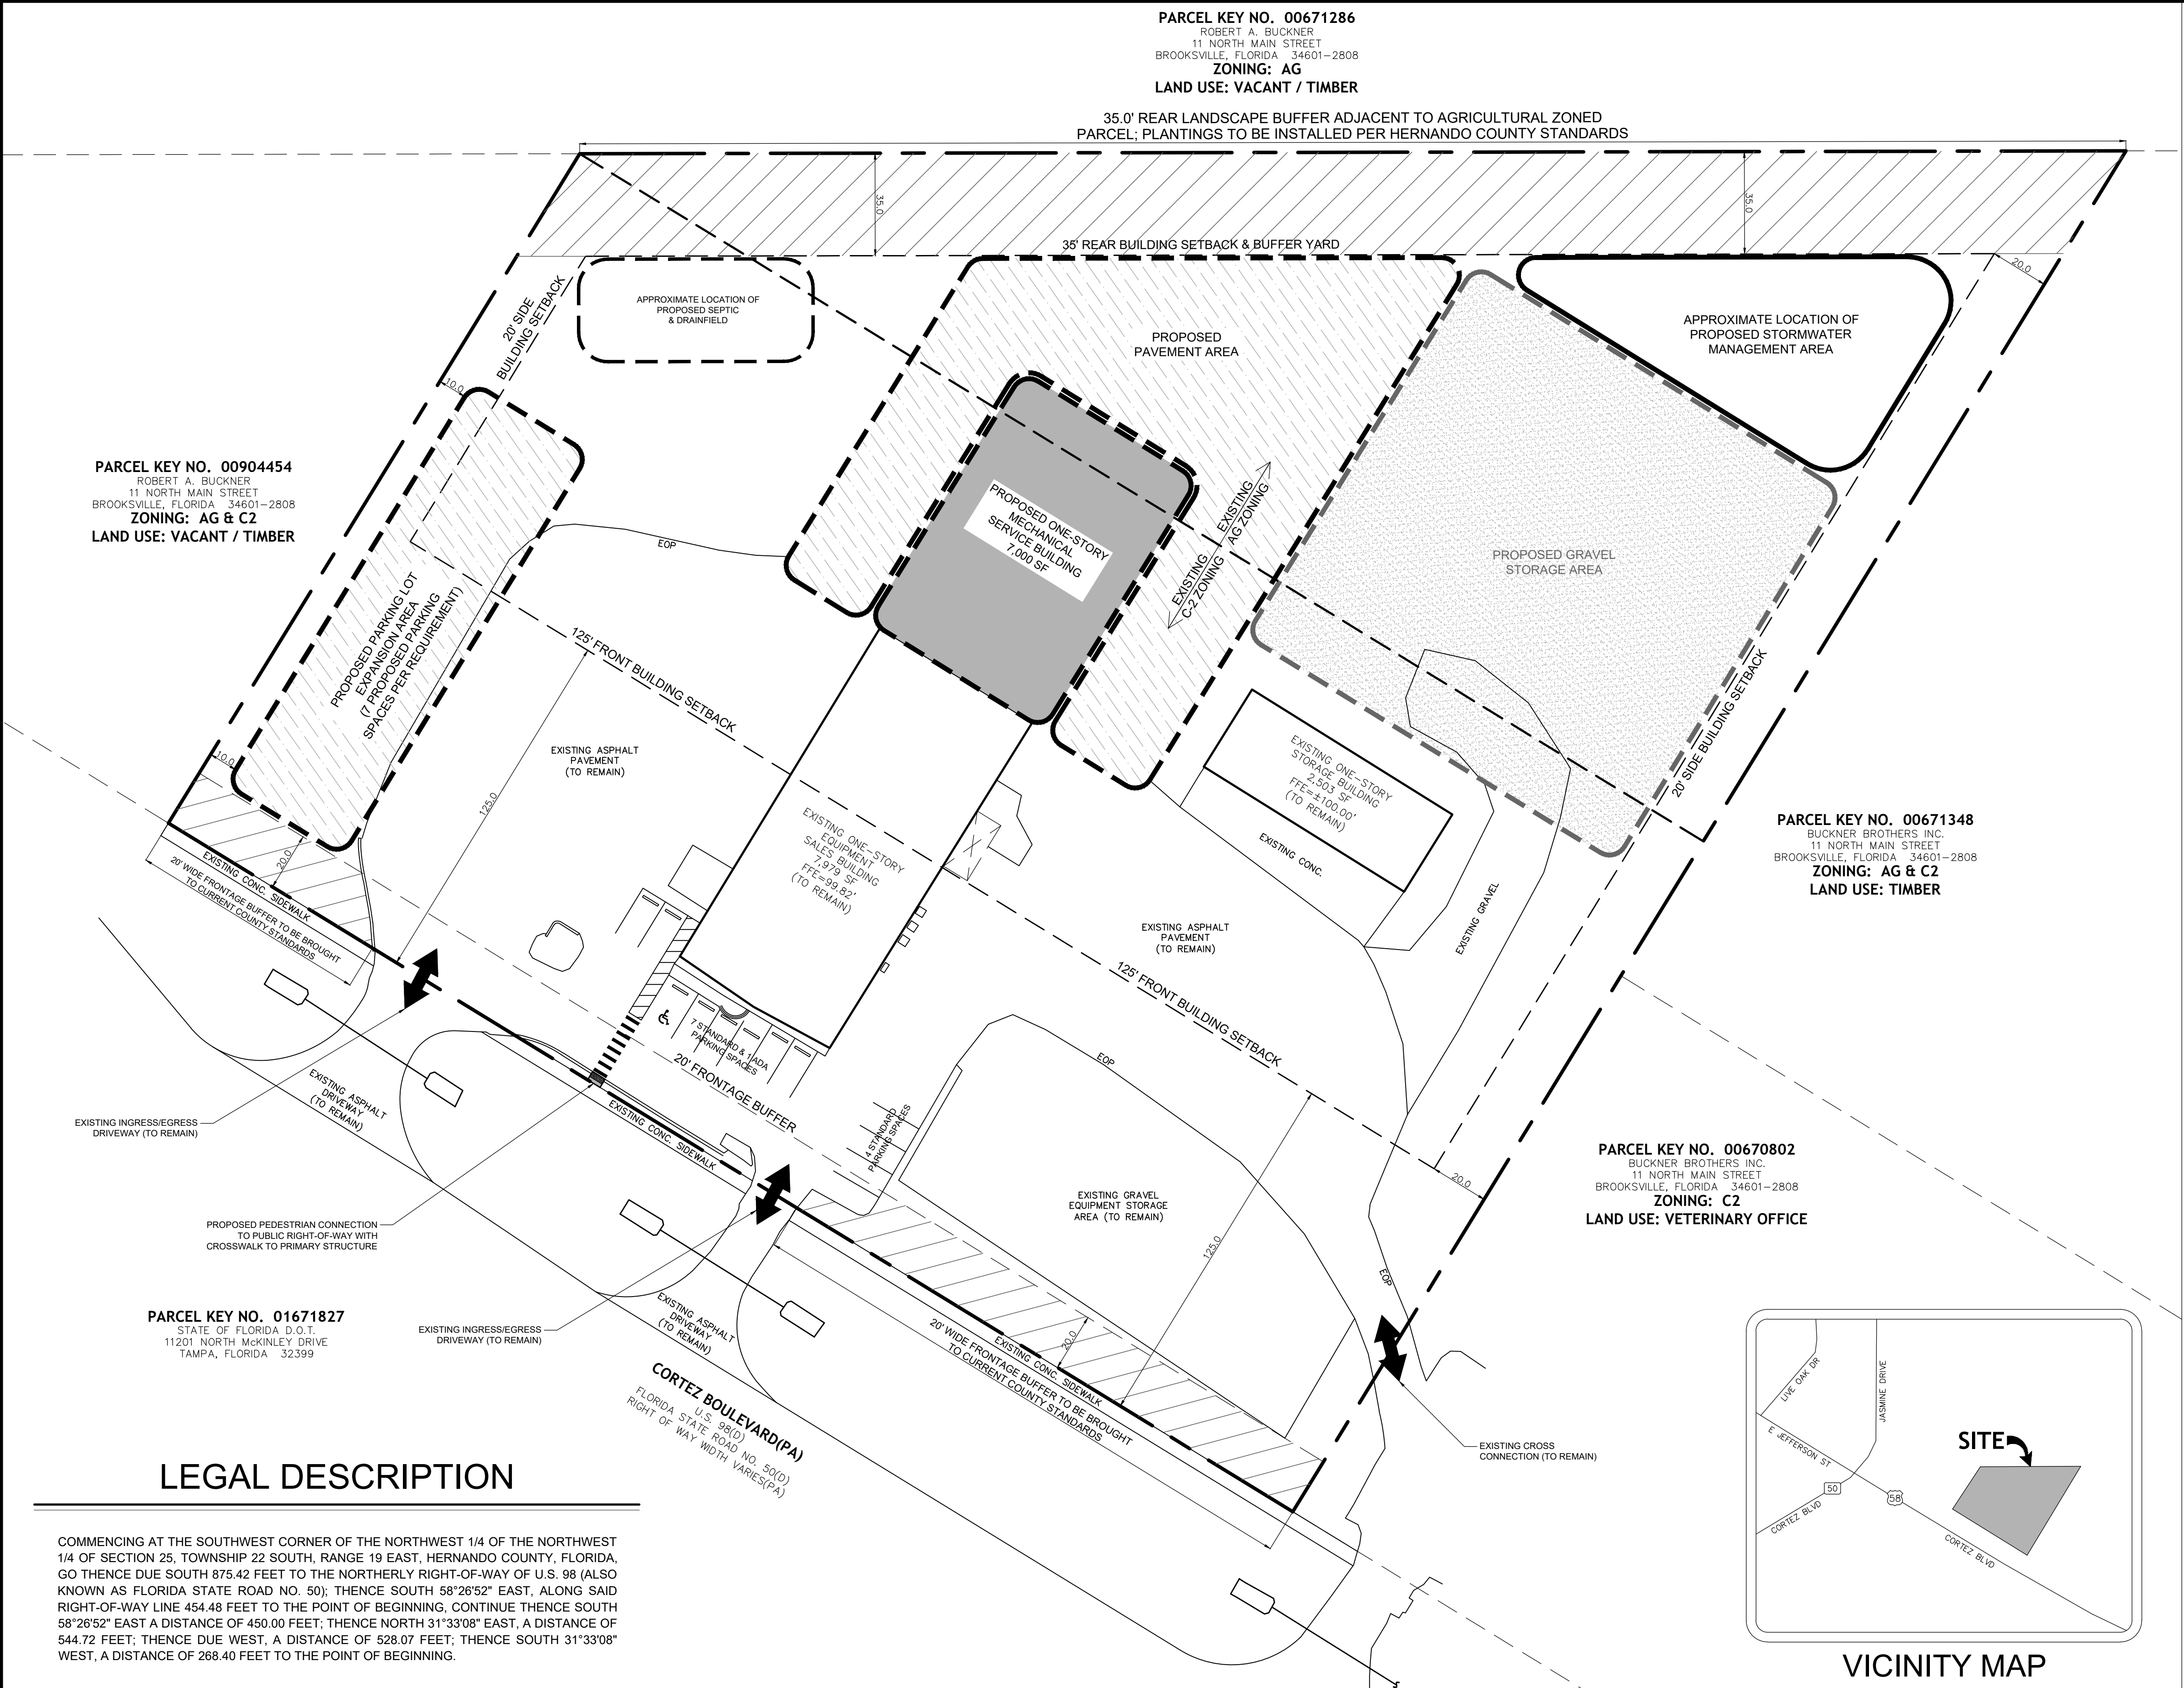 PARCEL KEY NO. 00671286
ROBERT A. BUCKNER
11 NORTH MAIN STREET
BROOKSVILLE, FLORIDA 34601-2808
ZONING: AG
LAND USE: VACANT / TIMBER
35.0' REAR LANDSCAPE BUFFER ADJACENT TO AGRICULTURAL ZONED
PARCEL; PLANTINGS TO BE INSTALLED PER HERNANDO COUNTY STANDARDS
35.0
35.0
35' REAR BUILDING SETBACK & BUFFER YARD
20.0
20' SIDE
BUILDING SETBACK
APPROXIMATE LOCATION OF
PROPOSED SEPTIC
& DRAINFIELD
PROPOSED
PAVEMENT AREA
APPROXIMATE LOCATION OF
PROPOSED STORMWATER
MANAGEMENT AREA
10.0
PARCEL KEY NO. 00904454
ROBERT A. BUCKNER
11 NORTH MAIN STREET
BROOKSVILLE, FLORIDA 34601-2808
ZONING: AG & C2
LAND USE: VACANT / TIMBER
EOP
PROPOSED ONE-STORY
MECHANICAL
SERVICE BUILDING
7,000 SF
EXISTING
AG ZONING
EXISTING
C-2 ZONING
PROPOSED GRAVEL
STORAGE AREA
PROPOSED PARKING LOT
EXPANSION AREA
(7 PROPOSED PARKING
SPACES PER REQUIREMENT)
125' FRONT BUILDING SETBACK
20' SIDE BUILDING SETBACK
10.0
125.0
EXISTING ASPHALT
PAVEMENT
(TO REMAIN)
EXISTING ONE-STORY
STORAGE BUILDING
2,503 SF
FFE=±100.00'
(TO REMAIN)
EXISTING ONE-STORY
EQUIPMENT
SALES BUILDING
7,979 SF
FFE=99.82'
(TO REMAIN)
EXISTING CONC.
EXISTING GRAVEL
PARCEL KEY NO. 00671348
BUCKNER BROTHERS INC.
11 NORTH MAIN STREET
BROOKSVILLE, FLORIDA 34601-2808
ZONING: AG & C2
LAND USE: TIMBER
20.0
EXISTING CONC. SIDEWALK
20' WIDE FRONTAGE BUFFER TO BE BROUGHT
TO CURRENT COUNTY STANDARDS
EXISTING ASPHALT
PAVEMENT
(TO REMAIN)
125' FRONT BUILDING SETBACK
7 STANDARD & 1 ADA
PARKING SPACES
20' FRONTAGE BUFFER
EOP
EXISTING ASPHALT
DRIVEWAY
(TO REMAIN)
EXISTING INGRESS/EGRESS
DRIVEWAY (TO REMAIN)
EXISTING CONC. SIDEWALK
4 STANDARD
PARKING SPACES
20.0
PARCEL KEY NO. 00670802
BUCKNER BROTHERS INC.
11 NORTH MAIN STREET
BROOKSVILLE, FLORIDA 34601-2808
ZONING: C2
LAND USE: VETERINARY OFFICE
EXISTING GRAVEL
EQUIPMENT STORAGE
AREA (TO REMAIN)
125.0
EOP
PROPOSED PEDESTRIAN CONNECTION
TO PUBLIC RIGHT-OF-WAY WITH
CROSSWALK TO PRIMARY STRUCTURE
PARCEL KEY NO. 01671827
STATE OF FLORIDA D.O.T.
11201 NORTH McKINLEY DRIVE
TAMPA, FLORIDA 32399
EXISTING INGRESS/EGRESS
DRIVEWAY (TO REMAIN)
EXISTING ASPHALT
DRIVEWAY
(TO REMAIN)
20.0
EXISTING CONC. SIDEWALK
20' WIDE FRONTAGE BUFFER TO BE BROUGHT
TO CURRENT COUNTY STANDARDS
CORTEZ BOULEVARD(PA)
U.S. 98(D)
FLORIDA STATE ROAD NO. 50(D)
RIGHT OF WAY WIDTH VARIES(PA)
EXISTING CROSS
CONNECTION (TO REMAIN)
LIVE OAK DR
JASMINE DRIVE
E JEFFERSON ST
SITE
50
58
CORTEZ BLVD
CORTEZ BLVD
VICINITY MAP
LEGAL DESCRIPTION
COMMENCING AT THE SOUTHWEST CORNER OF THE NORTHWEST 1/4 OF THE NORTHWEST
1/4 OF SECTION 25, TOWNSHIP 22 SOUTH, RANGE 19 EAST, HERNANDO COUNTY, FLORIDA,
GO THENCE DUE SOUTH 875.42 FEET TO THE NORTHERLY RIGHT-OF-WAY OF U.S. 98 (ALSO
KNOWN AS FLORIDA STATE ROAD NO. 50); THENCE SOUTH 58°26'52" EAST, ALONG SAID
RIGHT-OF-WAY LINE 454.48 FEET TO THE POINT OF BEGINNING, CONTINUE THENCE SOUTH
58°26'52" EAST A DISTANCE OF 450.00 FEET; THENCE NORTH 31°33'08" EAST, A DISTANCE OF
544.72 FEET; THENCE DUE WEST, A DISTANCE OF 528.07 FEET; THENCE SOUTH 31°33'08"
WEST, A DISTANCE OF 268.40 FEET TO THE POINT OF BEGINNING.